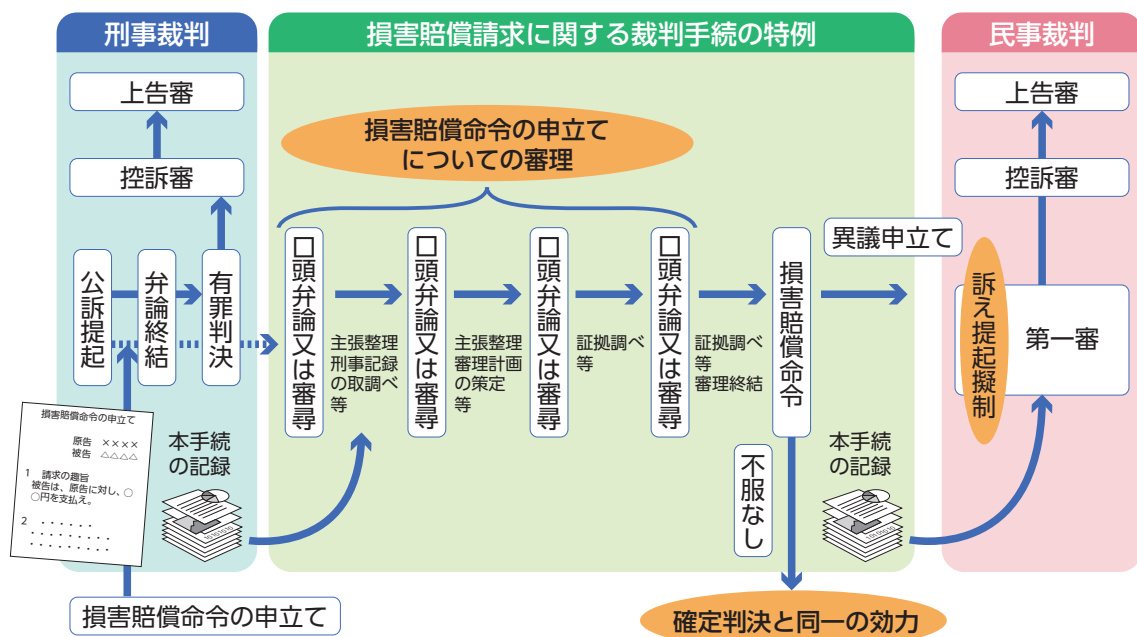 刑事裁判
上告審
控訴審
公訴提起
弁論終結
有罪判決
損害賠償命令の申立て
原告 ××××
被告 △△△△
1 請求の趣旨
被告は、原告に対し、○
○円を支払え。
2 ・・・・・・
・・・・・・・・・
・・・・・・・・・
本手続
の記録
損害賠償命令の申立て
損害賠償請求に関する裁判手続の特例
損害賠償命令の申立て
についての審理
口頭弁論又は審尋
主張整理
刑事記録
の取調べ
等
口頭弁論又は審尋
主張整理
審理計画
の策定
等
口頭弁論又は審尋
証拠調べ
等
口頭弁論又は審尋
証拠調べ
等
審理終結
損害賠償命令
異議申立て
不服なし
本手続
の記録
確定判決と同一の効力
民事裁判
上告審
控訴審
訴え提起擬制
第一審